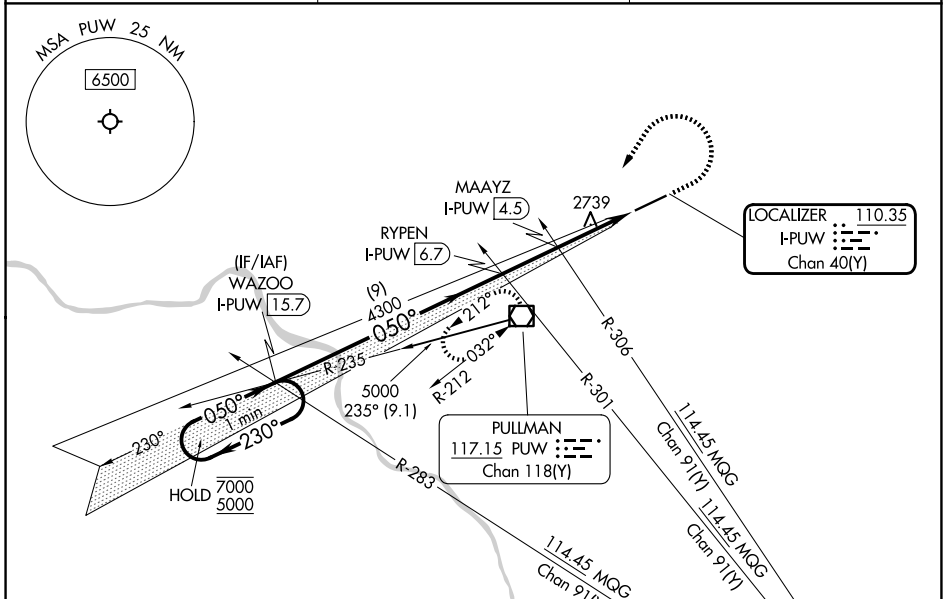 MSA PUW 25 NM
6500
MAAYZ
I-PUW 4.5
2739
LOCALIZER 110.35
I-PUW
Chan 40(Y)
RYPEN
I-PUW 6.7
(IF/IAF)
WAZOO
I-PUW 15.7
(9)
4300
050°
212°
032°
R-212
R-235
5000
235° (9.1)
R-306
R-301
050°
1 min
230°
230°
HOLD 7000
5000
PULLMAN
117.15 PUW
Chan 118(Y)
R-283
114.45 MQG
Chan 91(Y)
114.45 MQG
Chan 91(Y)
114.45 MQG